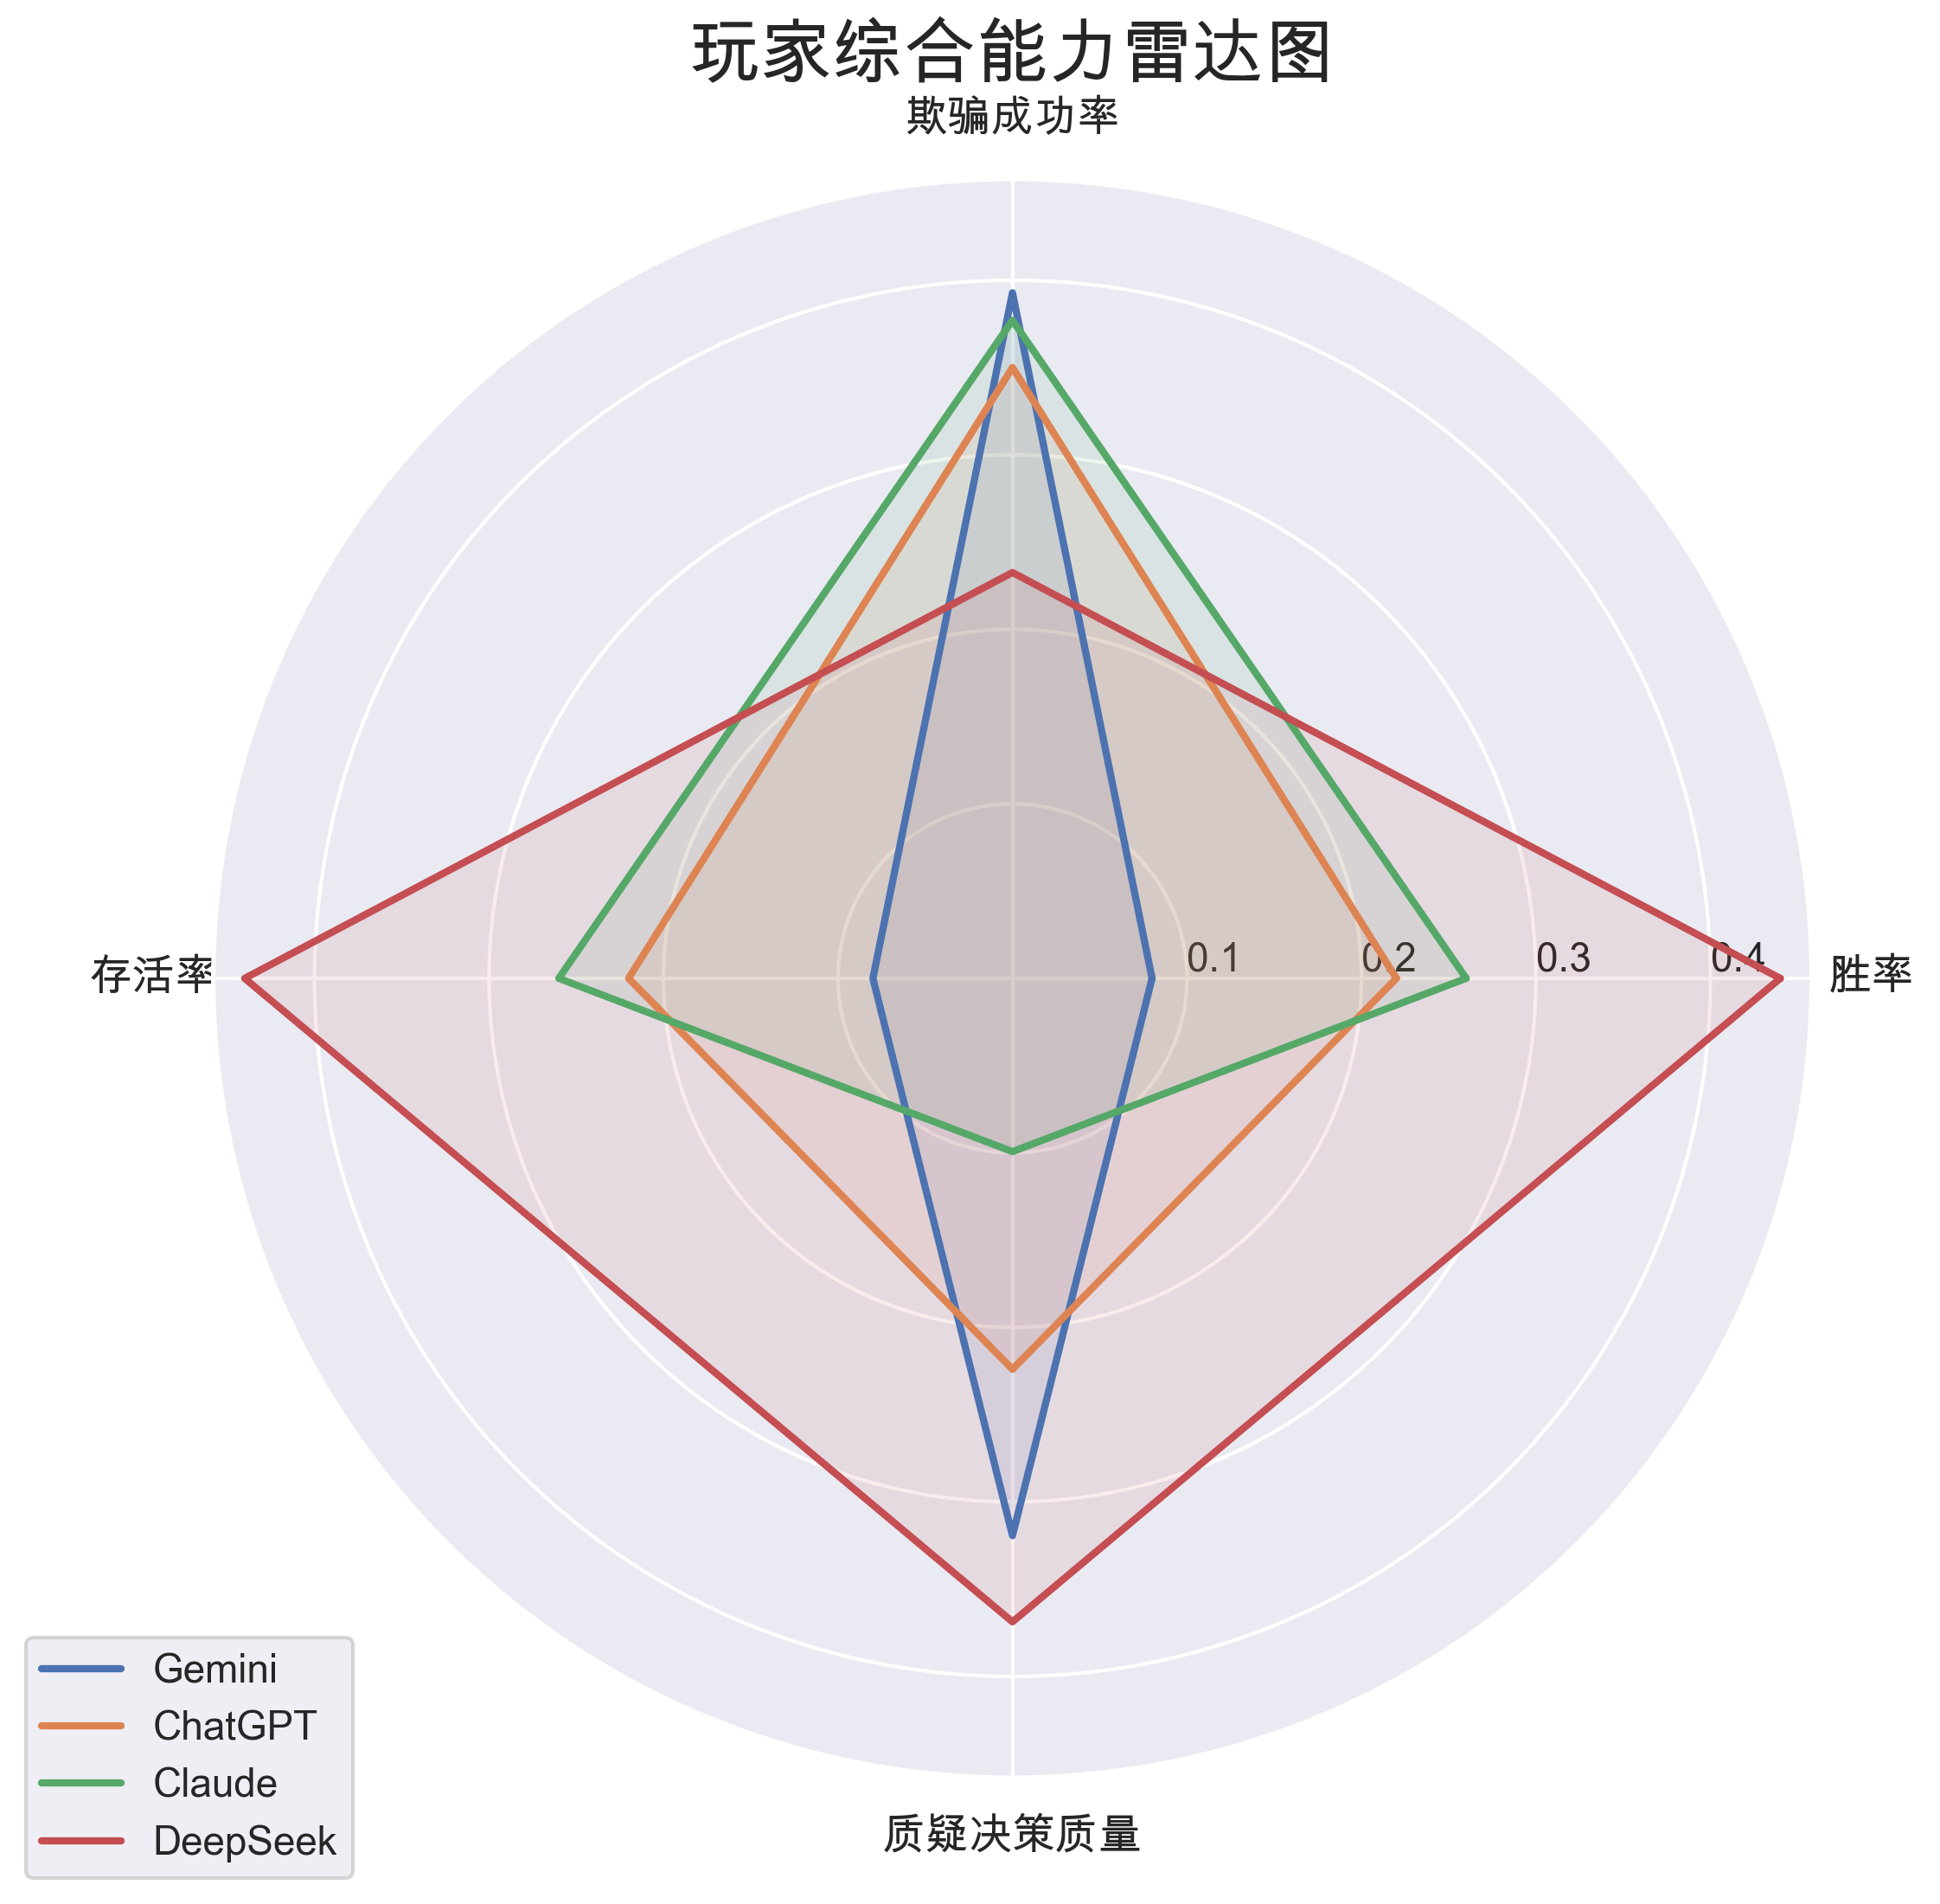 玩家综合能力雷达图
欺骗成功率
存活率
0.1
0.2
0.3
0.4
胜率
质疑决策质量
Gemini
ChatGPT
Claude
DeepSeek